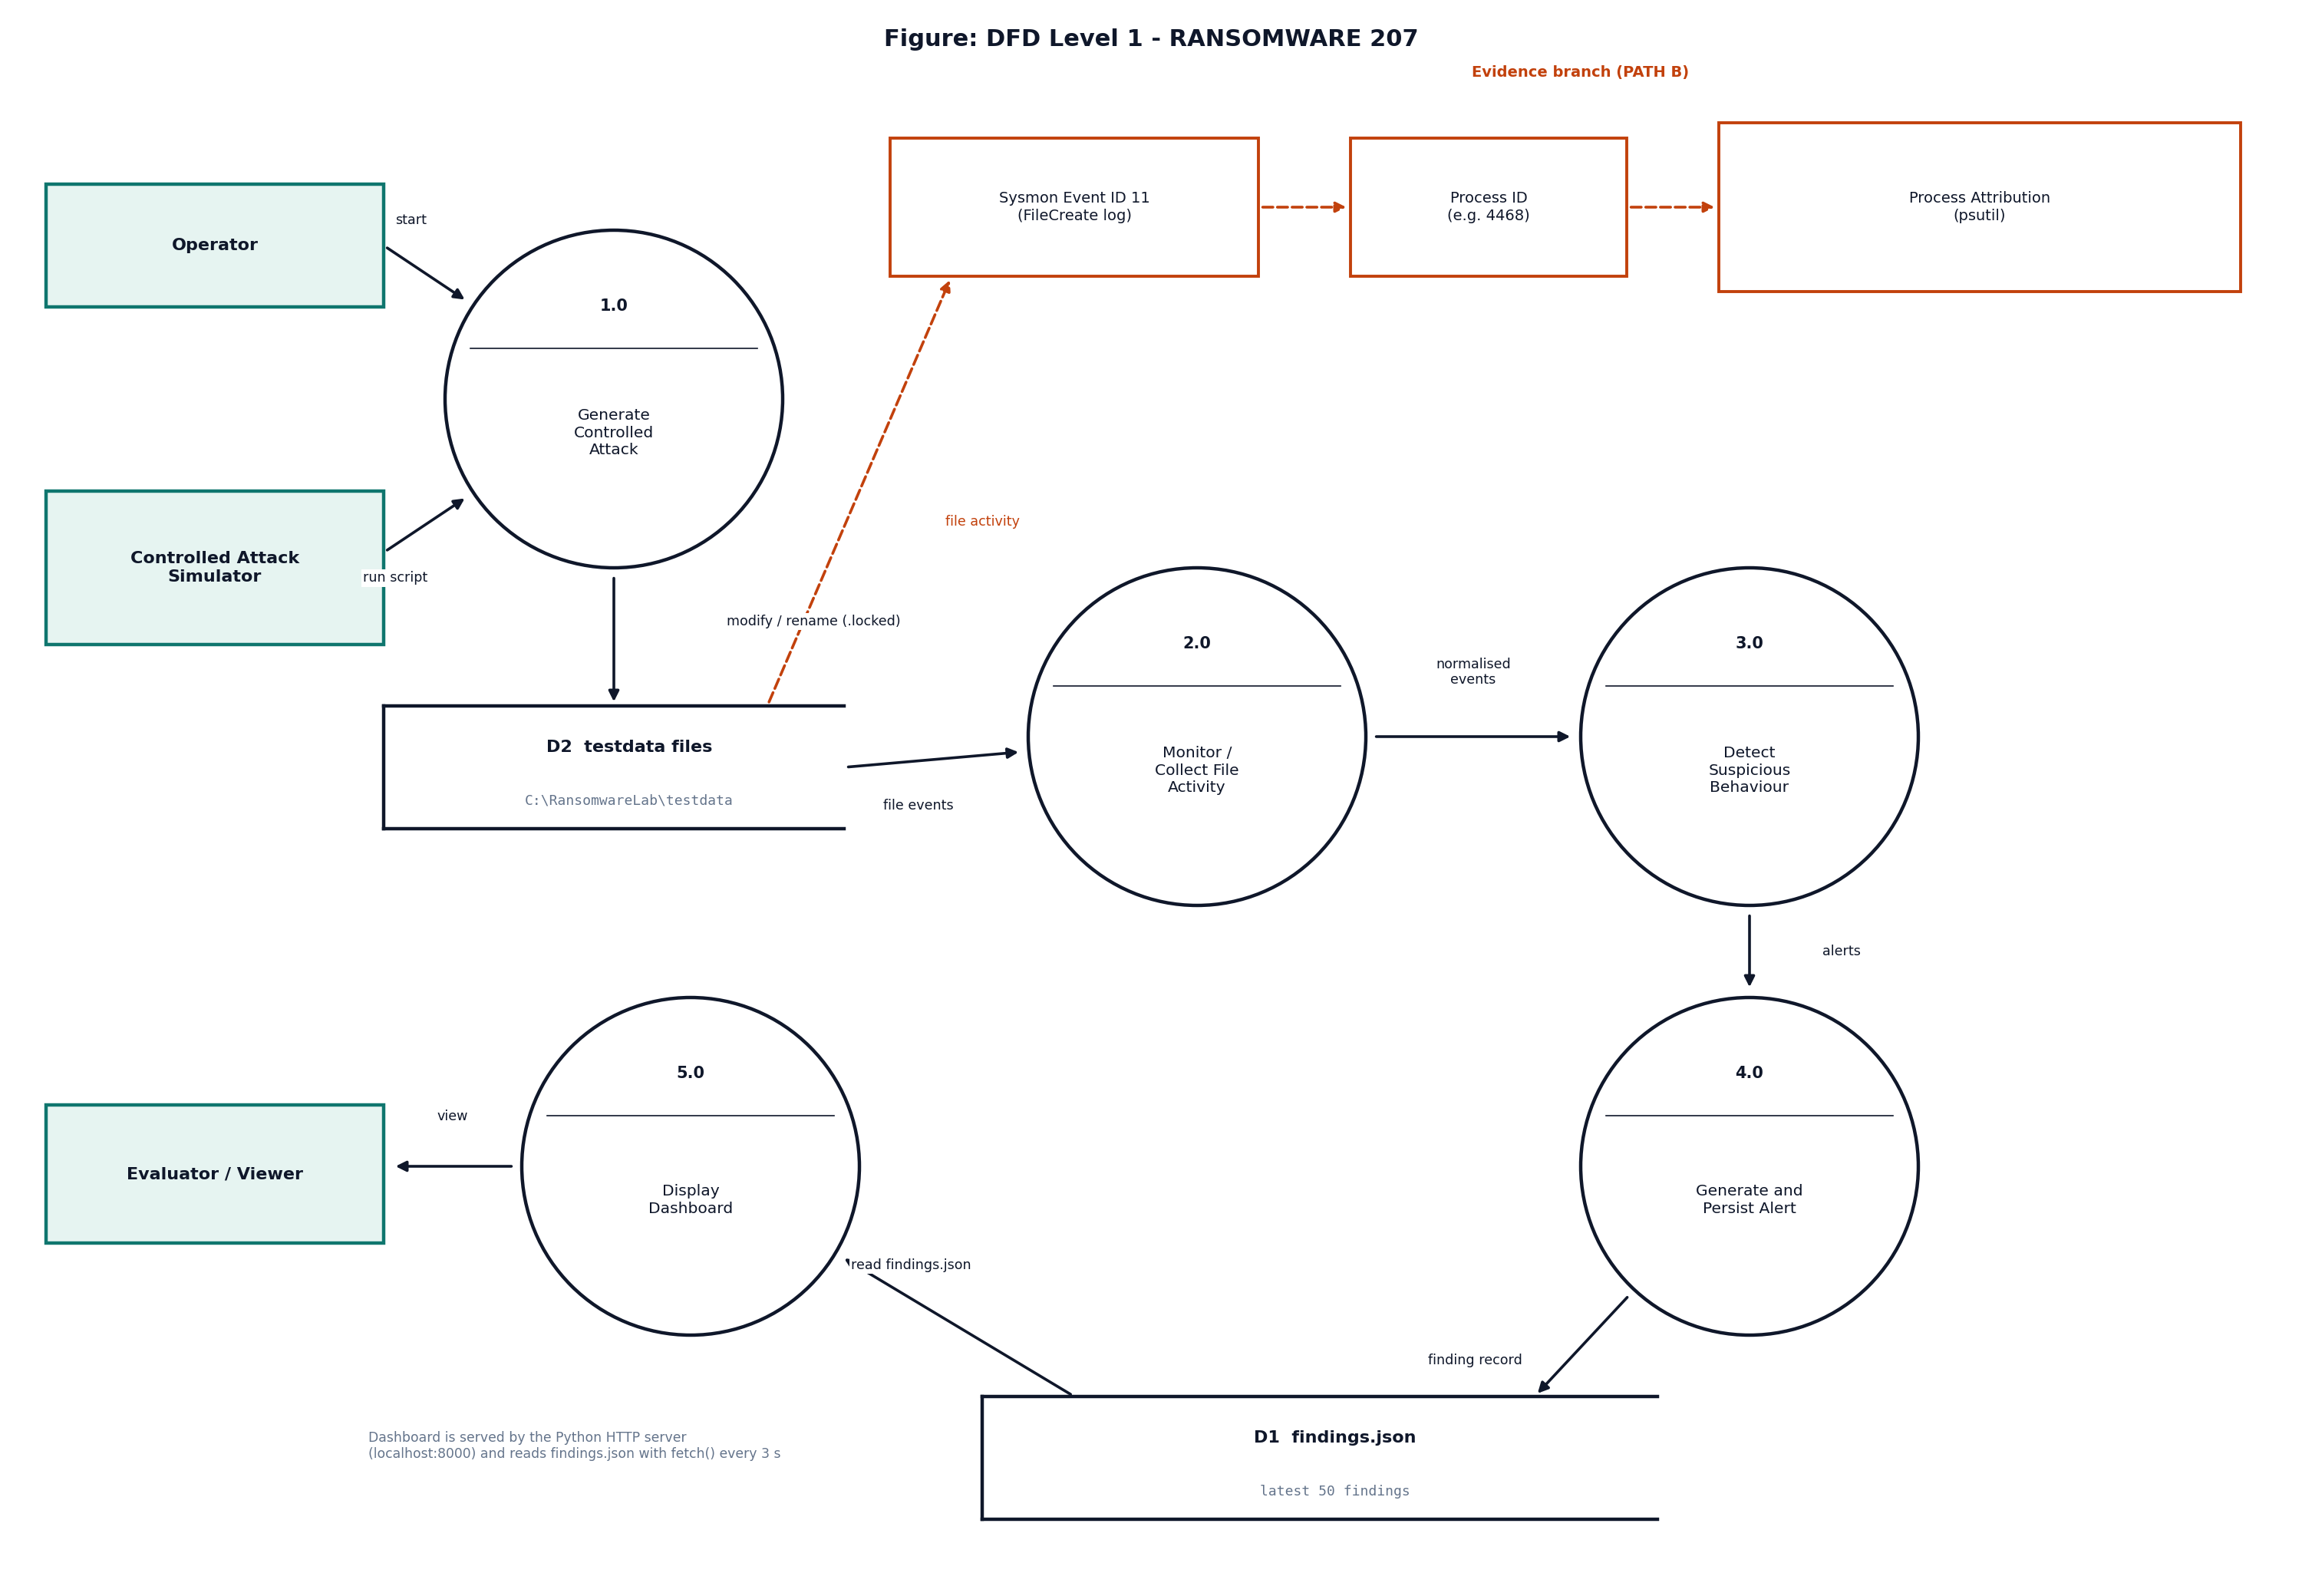 Figure: DFD Level 1 - RANSOMWARE 207
Evidence branch (PATH B)
Sysmon Event ID 11
(FileCreate log)
Process ID
(e.g. 4468)
Process Attribution
(psutil)
Operator
start
1.0
Generate
Controlled
Attack
Controlled Attack
Simulator
run script
file activity
modify / rename (.locked)
D2  testdata files
C:\RansomwareLab\testdata
file events
2.0
Monitor /
Collect File
Activity
normalised
events
3.0
Detect
Suspicious
Behaviour
alerts
4.0
Generate and
Persist Alert
5.0
Display
Dashboard
view
Evaluator / Viewer
read findings.json
finding record
D1  findings.json
latest 50 findings
Dashboard is served by the Python HTTP server
(localhost:8000) and reads findings.json with fetch() every 3 s